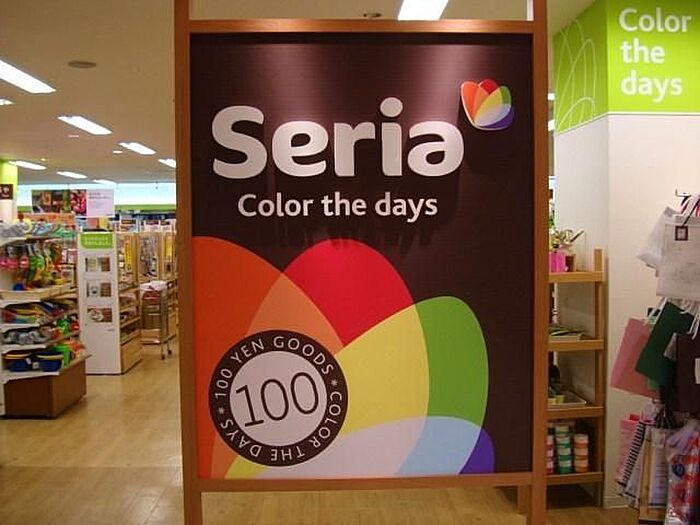 Seria
Color the days
* 100 YEN GOODS * COLOR THE DAYS
100
Color
the
days